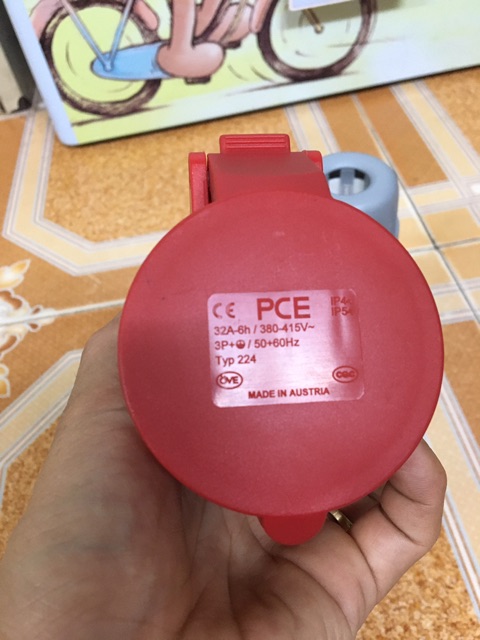 CE PCE IP44
IP54
32A-6h / 380-415V~
3P+⏚ / 50+60Hz
Typ 224
ÖVE
MADE IN AUSTRIA